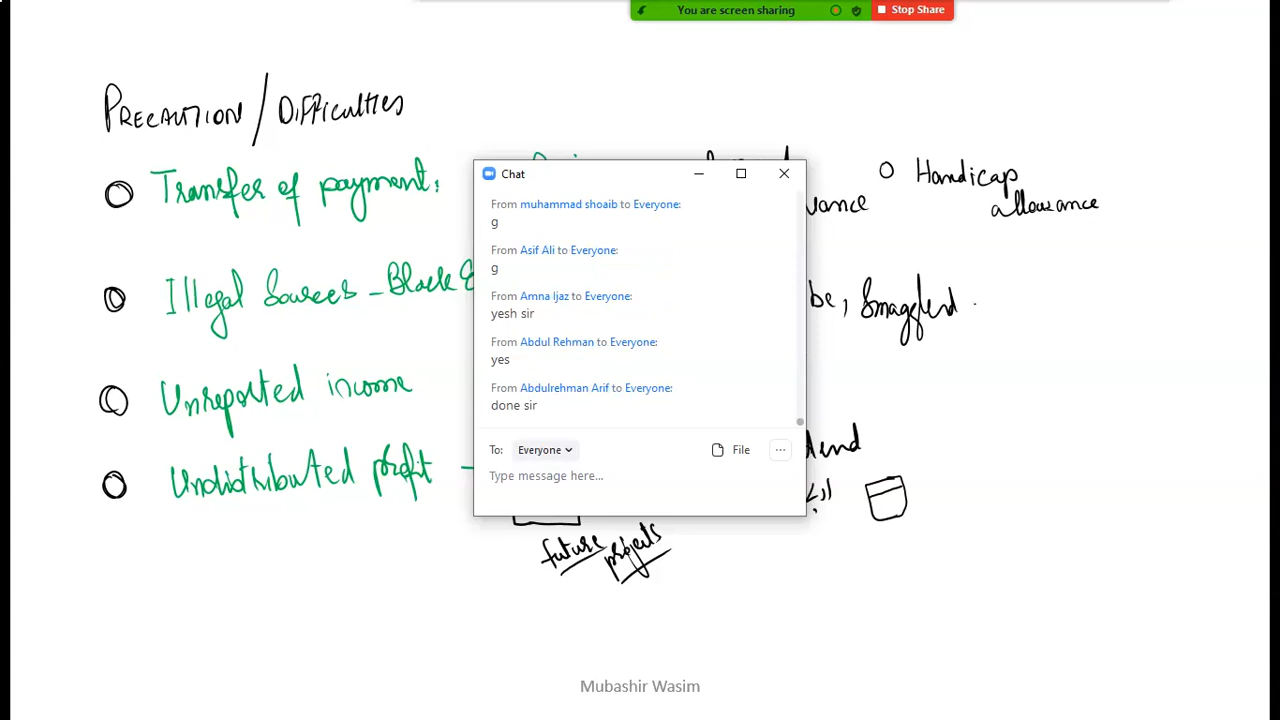 You are screen sharing
Stop Share
PRECAUTION / DIFFICULTIES
Transfer of payment:
Handicap
allowance
Illegal Sources - Black
be, Smaggled
Unreported income
Undistributed profit -
future projects
Chat
From muhammad shoaib to Everyone:
g
From Asif Ali to Everyone:
g
From Amna Ijaz to Everyone:
yesh sir
From Abdul Rehman to Everyone:
yes
From Abdulrehman Arif to Everyone:
done sir
To: Everyone File
Type message here...
Mubashir Wasim